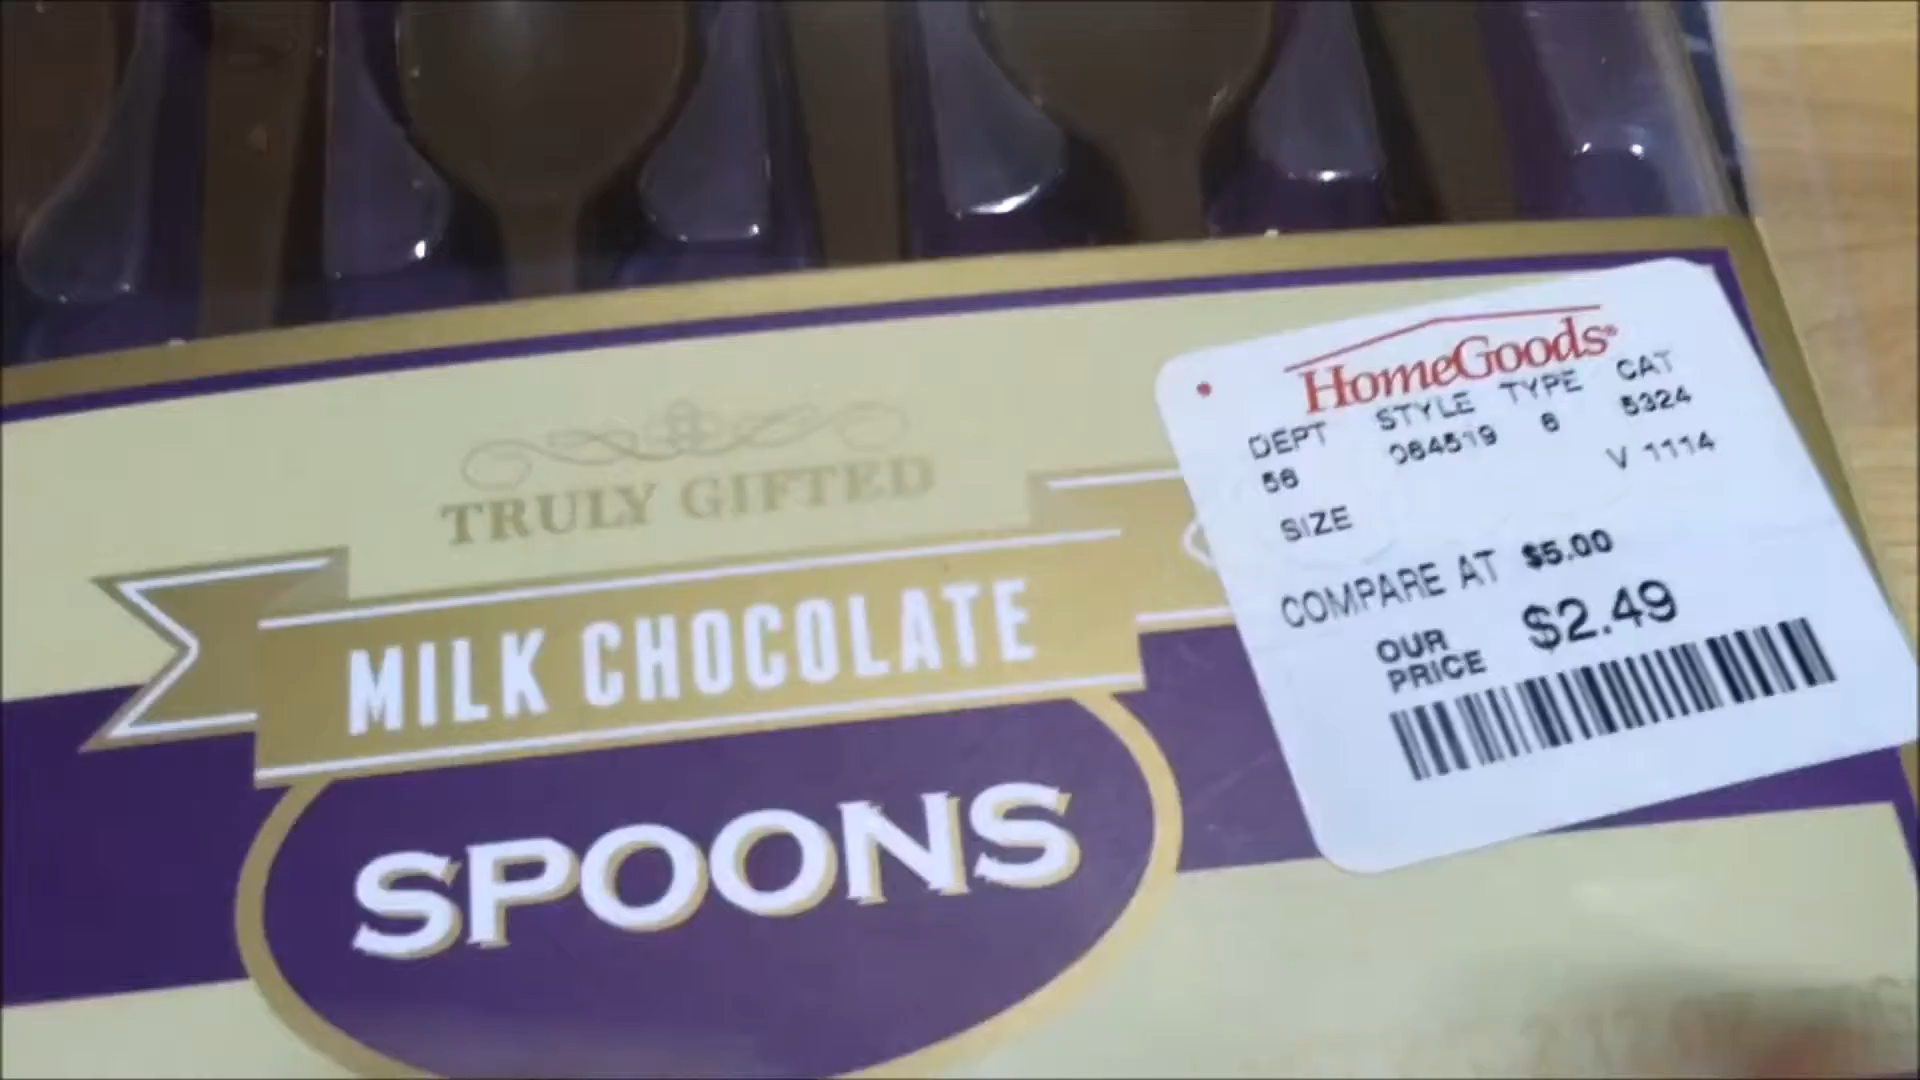 TRULY GIFTED
MILK CHOCOLATE
SPOONS
HomeGoods®
DEPT STYLE TYPE CAT
56 064519 6 5324
V 1114
SIZE
COMPARE AT $5.00
OUR PRICE $2.49